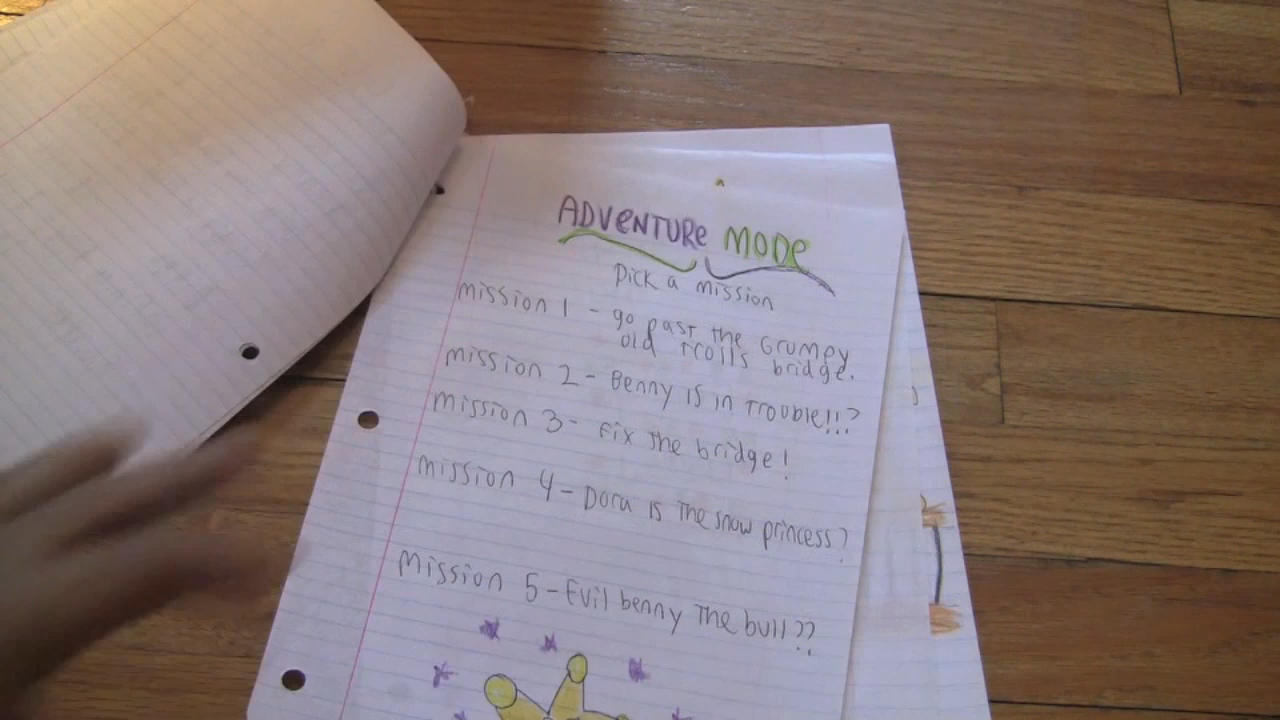 ADVENTURe MODe
Pick a mission
mission 1 - go past the Grumpy
old Trolls bridge.
mission 2 - Benny is in Trouble!!?
mission 3 - Fix The bridge!
mission 4 - Dora is The snow princess?
mission 5 - Evil benny The bull??